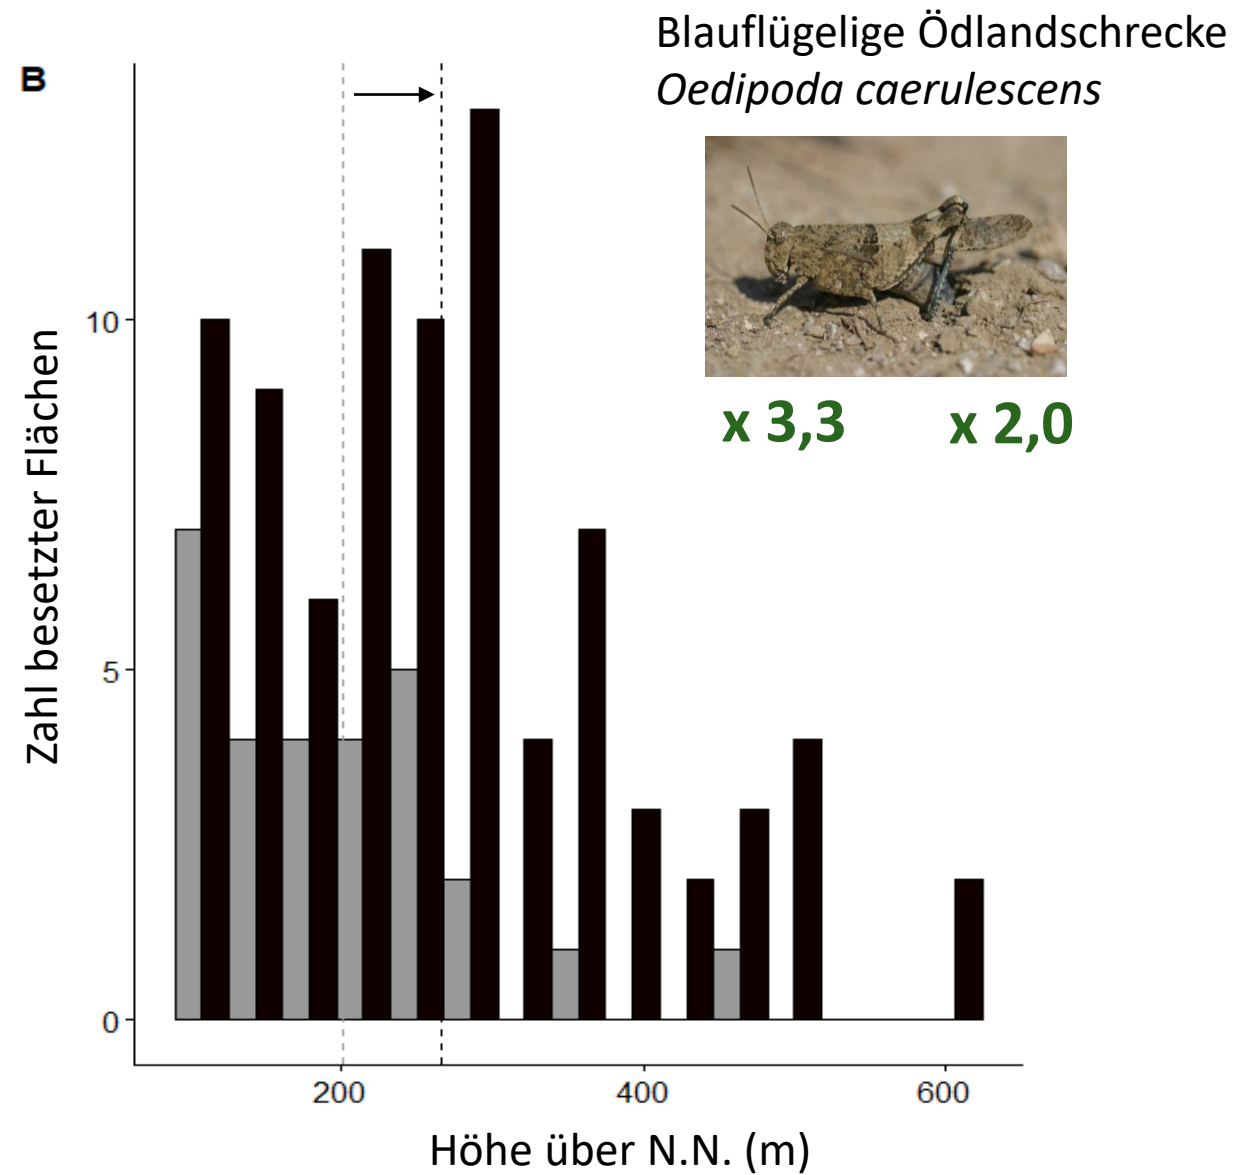 Blauflügelige Ödlandschrecke
B
Oedipoda caerulescens
10
x 3,3 x 2,0
5
0
Zahl besetzter Flächen
200 400 600
Höhe über N.N. (m)